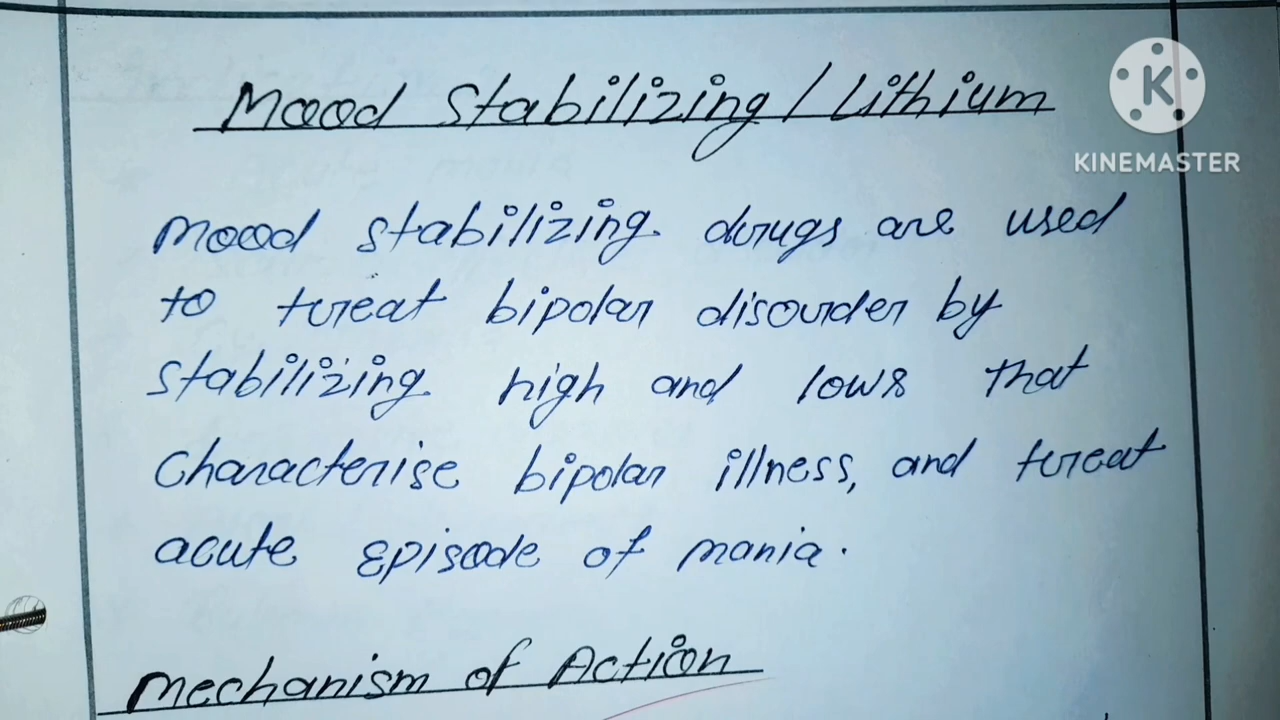 Mood Stabilizing / Lithium
K
KINEMASTER
Mood stabilizing drugs are used
to treat bipolar disorder by
stabilizing high and lows that
characterise bipolar illness, and treat
acute episode of mania.
Mechanism of Action